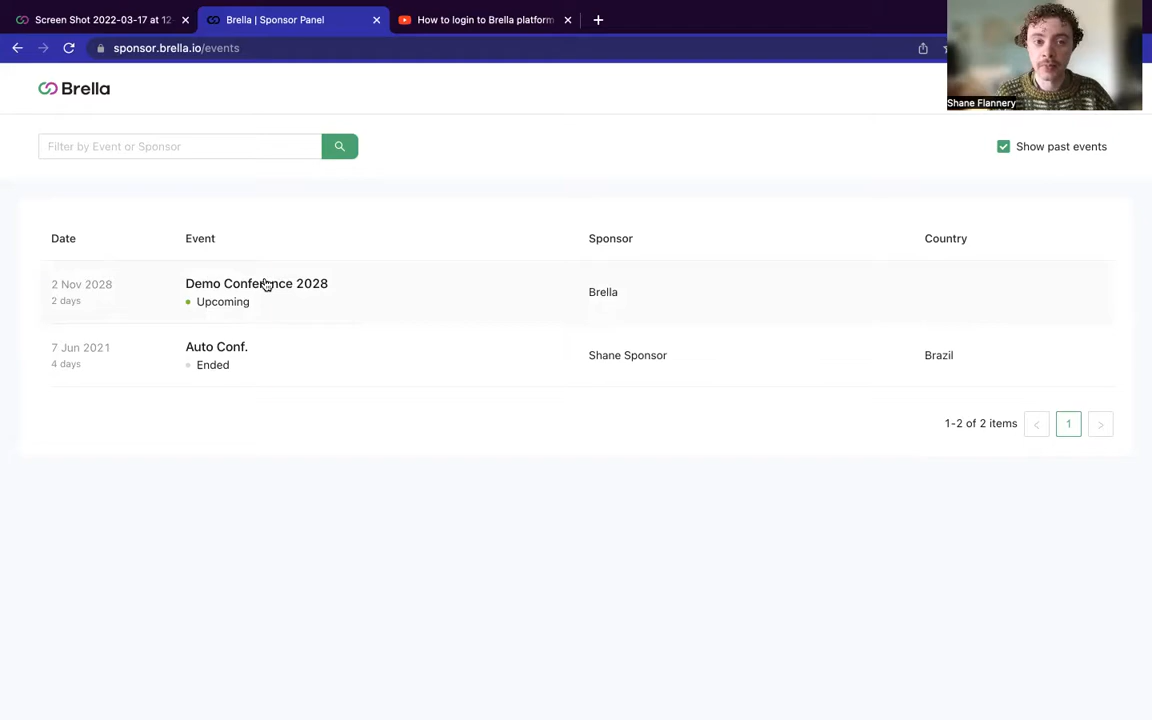 Screen Shot 2022-03-17 at 12-
Brella | Sponsor Panel
How to login to Brella platform
sponsor.brella.io/events
Shane Flannery
Brella
Filter by Event or Sponsor
Show past events
Date Event Sponsor Country
2 Nov 2028
2 days
Demo Conference 2028
Upcoming
Brella
7 Jun 2021
4 days
Auto Conf.
Ended
Shane Sponsor
Brazil
1-2 of 2 items < 1 >